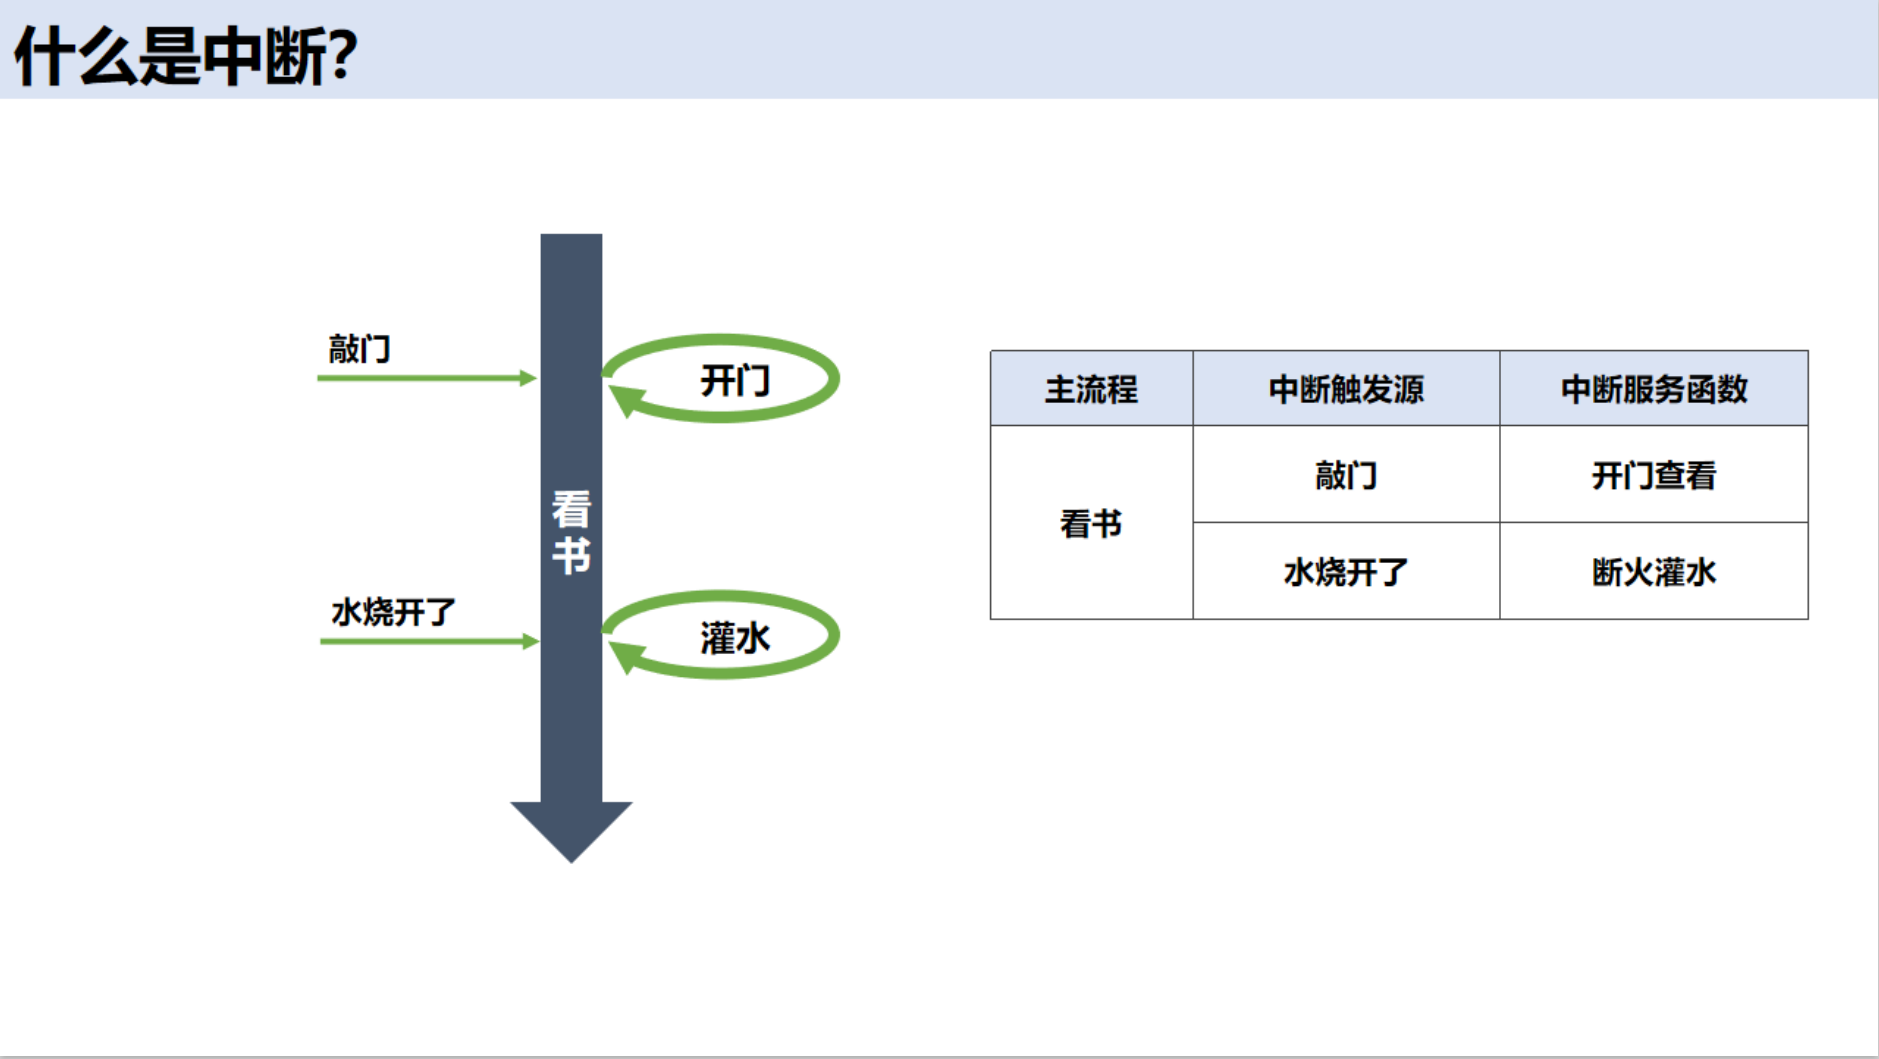 什么是中断?
敲门
开门
看书
水烧开了
灌水
主流程 中断触发源 中断服务函数
看书 敲门 开门查看
水烧开了 断火灌水